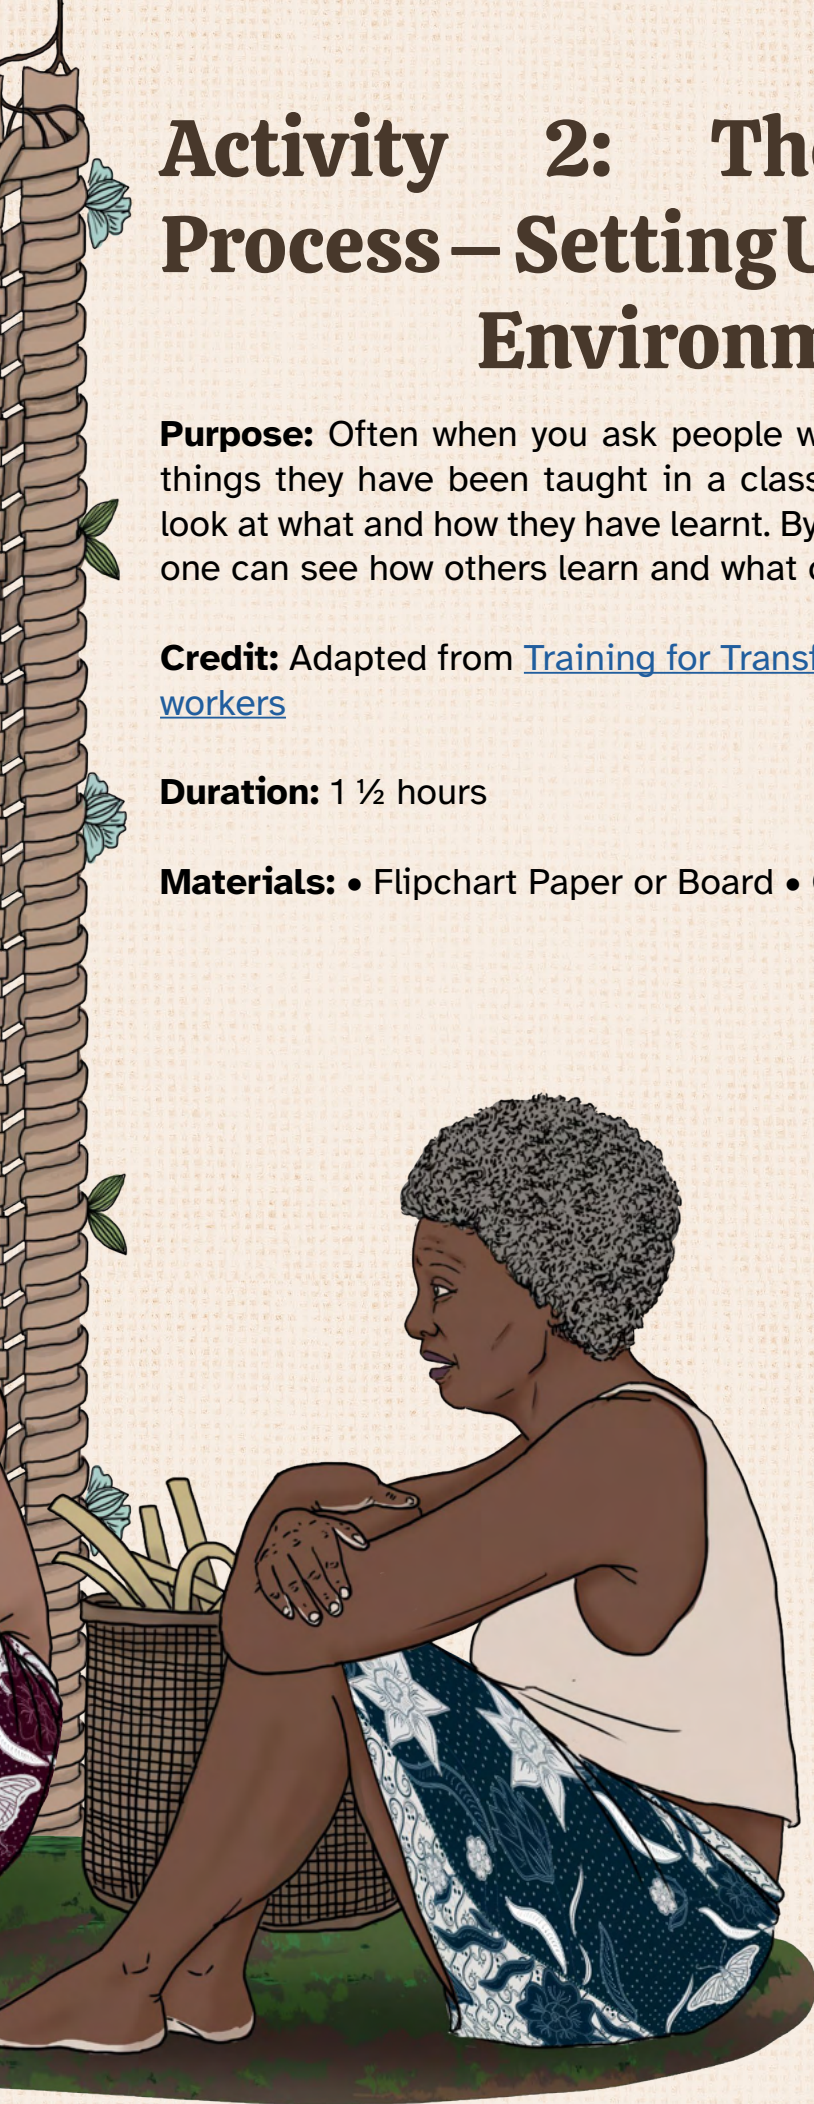 Activity 2: The
Process – Setting U
Environm
Purpose: Often when you ask people w
things they have been taught in a class
look at what and how they have learnt. By
one can see how others learn and what
Credit: Adapted from Training for Transf
workers
Duration: 1 ½ hours
Materials: • Flipchart Paper or Board •